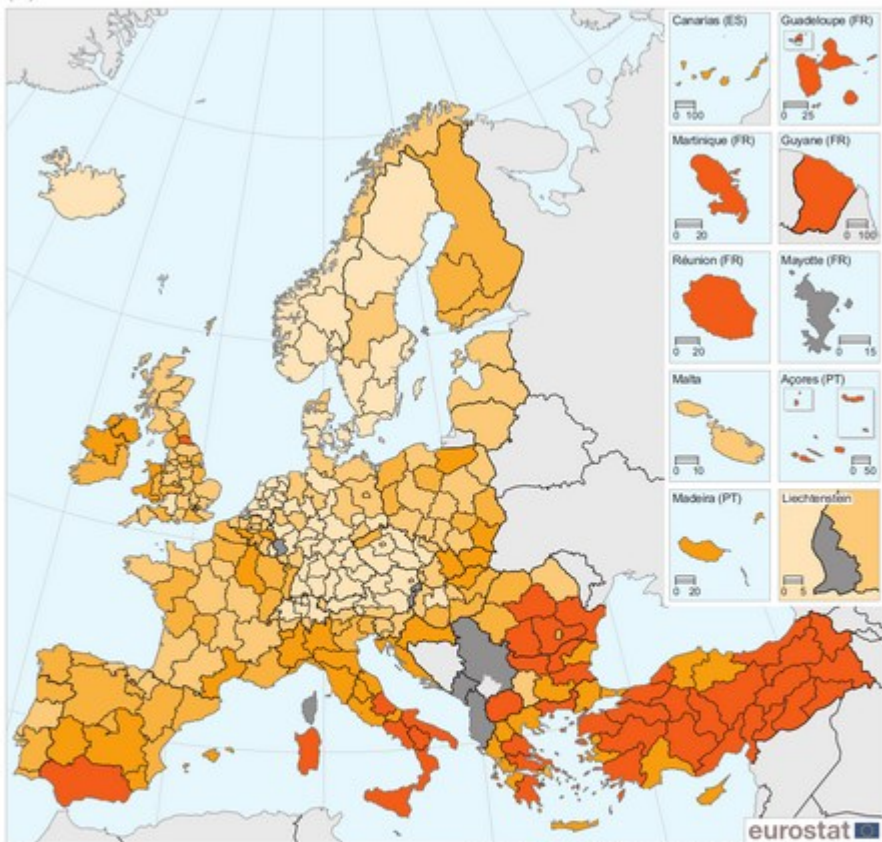 Canarias (ES)
0 100
Guadeloupe (FR)
0 25
Martinique (FR)
0 20
Guyane (FR)
0 100
Réunion (FR)
0 20
Mayotte (FR)
0 15
Malta
0 10
Açores (PT)
0 50
Madeira (PT)
0 20
Liechtenstein
0 5
eurostat